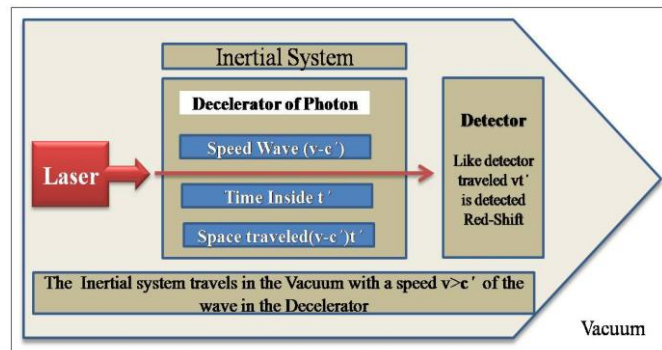 Inertial System
Decelerator of Photon
Speed Wave (v-c´)
Laser
Time Inside t´
Space traveled(v-c´)t´
Detector
Like detector
traveled vt´
is detected
Red-Shift
The Inertial system travels in the Vacuum with a speed v>c´ of the
wave in the Decelerator
Vacuum